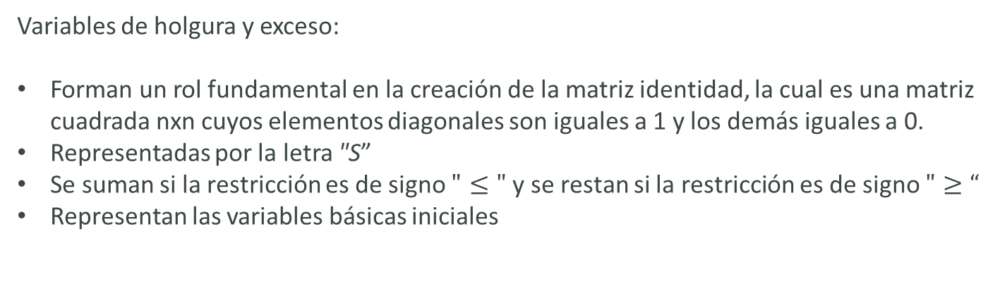 Variables de holgura y exceso:
• Forman un rol fundamental en la creación de la matriz identidad, la cual es una matriz
cuadrada nxn cuyos elementos diagonales son iguales a 1 y los demás iguales a 0.
• Representadas por la letra "S”
• Se suman si la restricción es de signo " ≤ " y se restan si la restricción es de signo " ≥ “
• Representan las variables básicas iniciales